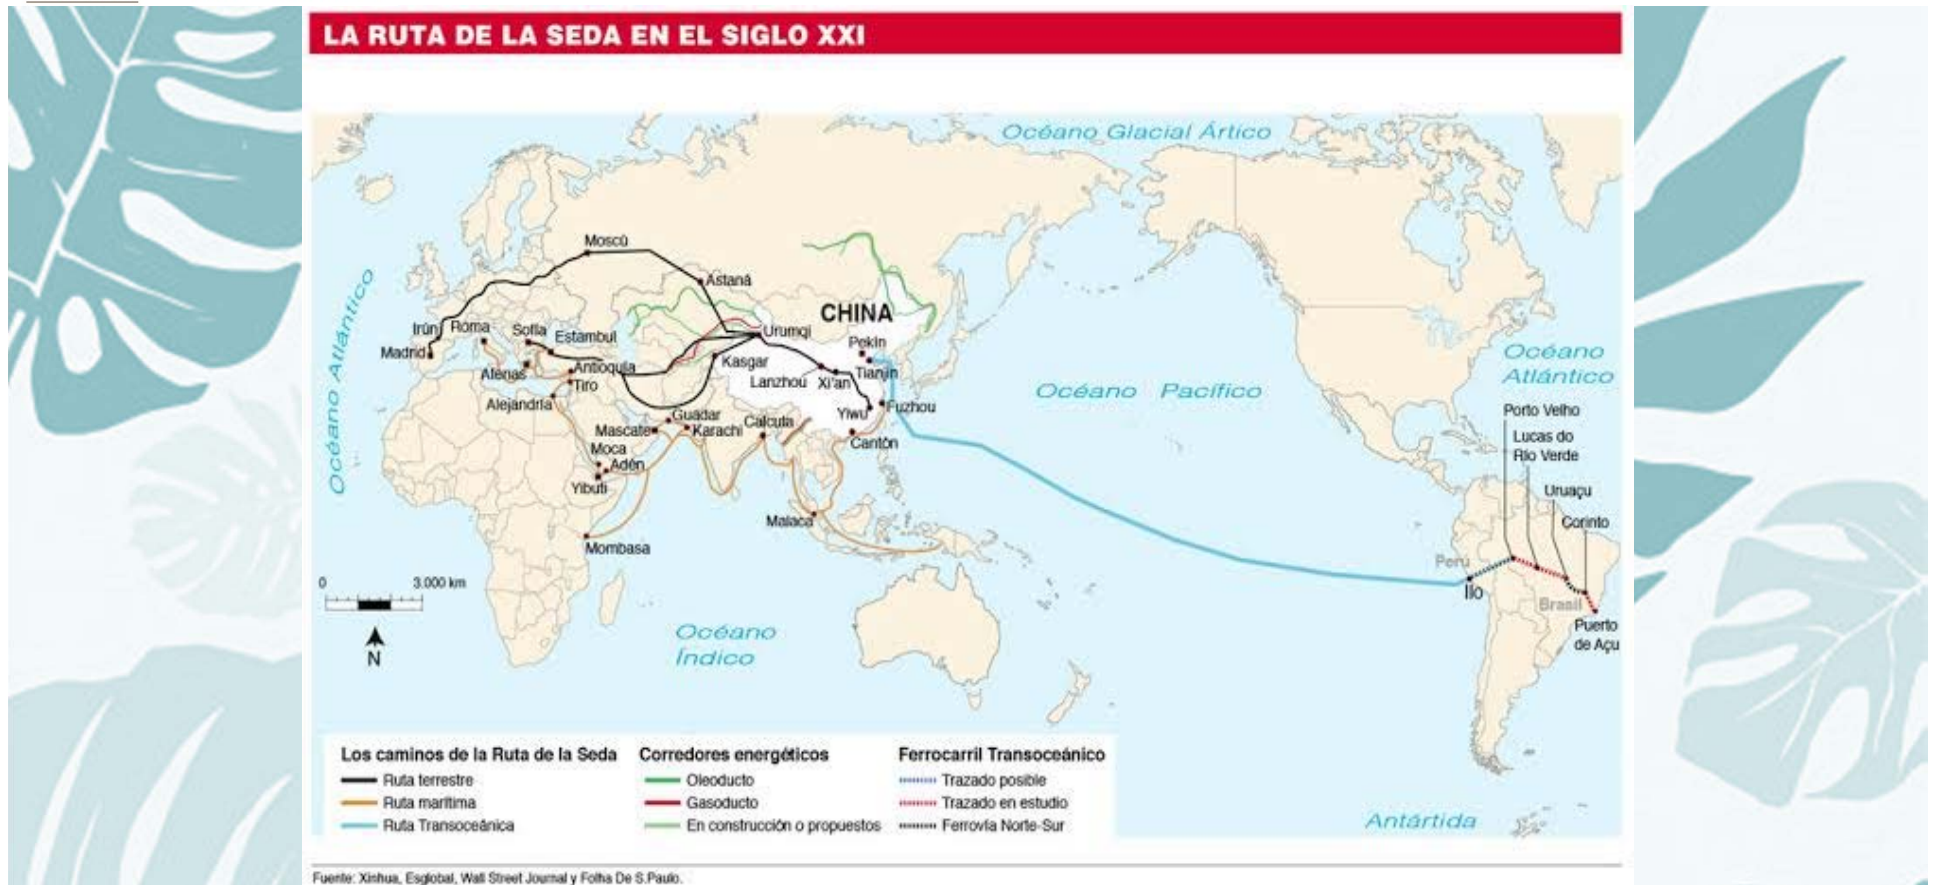 LA RUTA DE LA SEDA EN EL SIGLO XXI
Océano Glacial Ártico
Océano Atlántico
Moscú
Astaná
CHINA
Irún
Roma
Sofía
Estambul
Urumqi
Pekín
Madrid
Kasgar
Tianjin
Atenas
Antioquía
Lanzhou
Xi'an
Tiro
Océano Pacífico
Océano
Atlántico
Alejandría
Guadar
Calcuta
Yiwu
Fuzhou
Porto Velho
Mascate
Karachi
Cantón
Lucas do
Río Verde
Moca
Adén
Yibuti
Uruaçu
Malaca
Corinto
Mombasa
Perú
Ilo
Brasil
Puerto
de Açu
0 3.000 km
N
Océano
Índico
Los caminos de la Ruta de la Seda
Ruta terrestre
Ruta marítima
Ruta Transoceánica
Corredores energéticos
Oleoducto
Gasoducto
En construcción o propuestos
Ferrocarril Transoceánico
Trazado posible
Trazado en estudio
Ferrovía Norte-Sur
Antártida
Fuente: Xinhua, Esglobal, Wall Street Journal y Folha De S.Paulo.